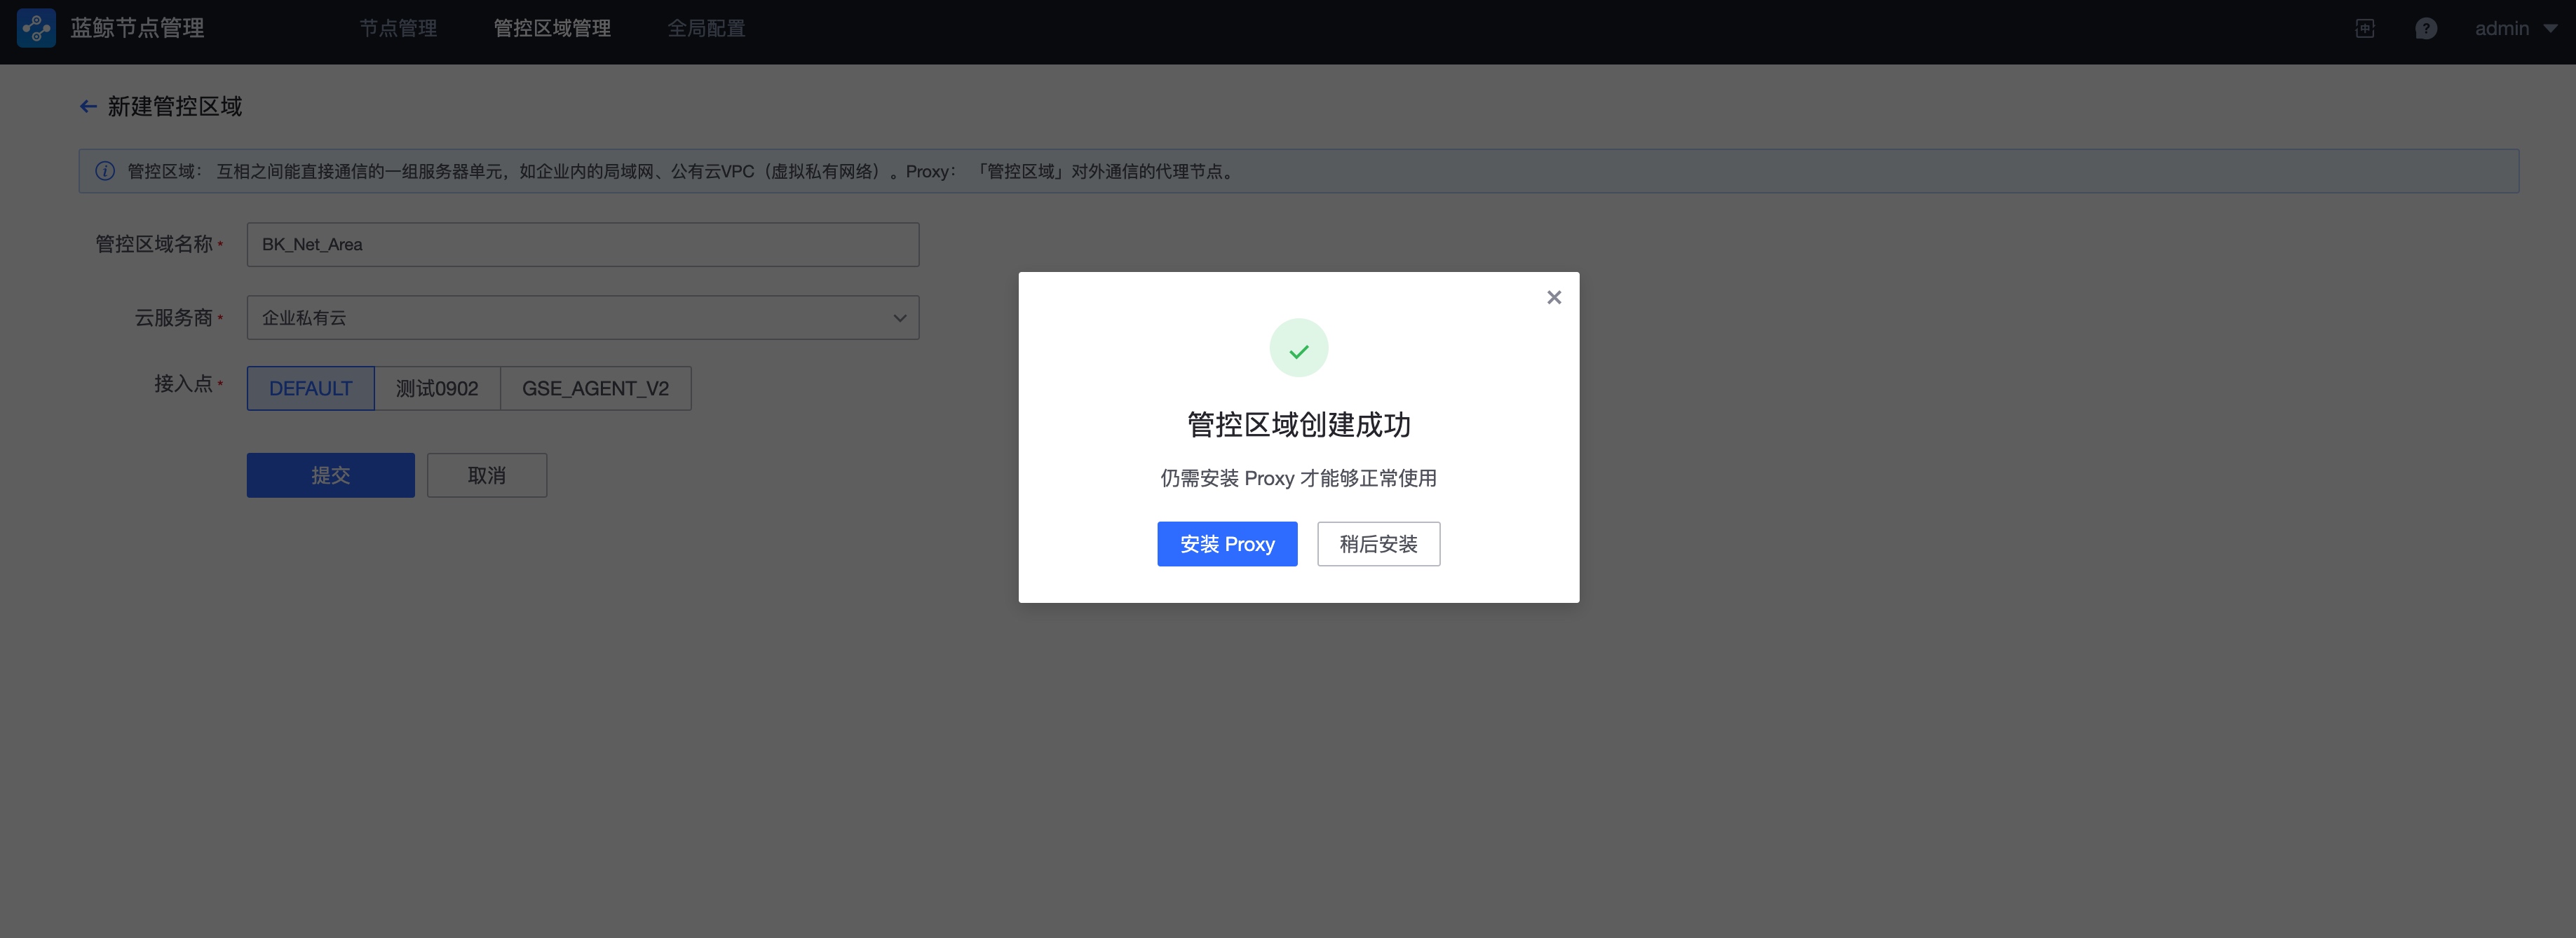 蓝鲸节点管理 节点管理 管控区域管理 全局配置 admin
新建管控区域
管控区域： 互相之间能直接通信的一组服务器单元，如企业内的局域网、公有云VPC（虚拟私有网络）。Proxy： 「管控区域」对外通信的代理节点。
管控区域名称* BK_Net_Area
云服务商* 企业私有云
接入点* DEFAULT 测试0902 GSE_AGENT_V2
提交 取消
管控区域创建成功
仍需安装 Proxy 才能够正常使用
安装 Proxy 稍后安装